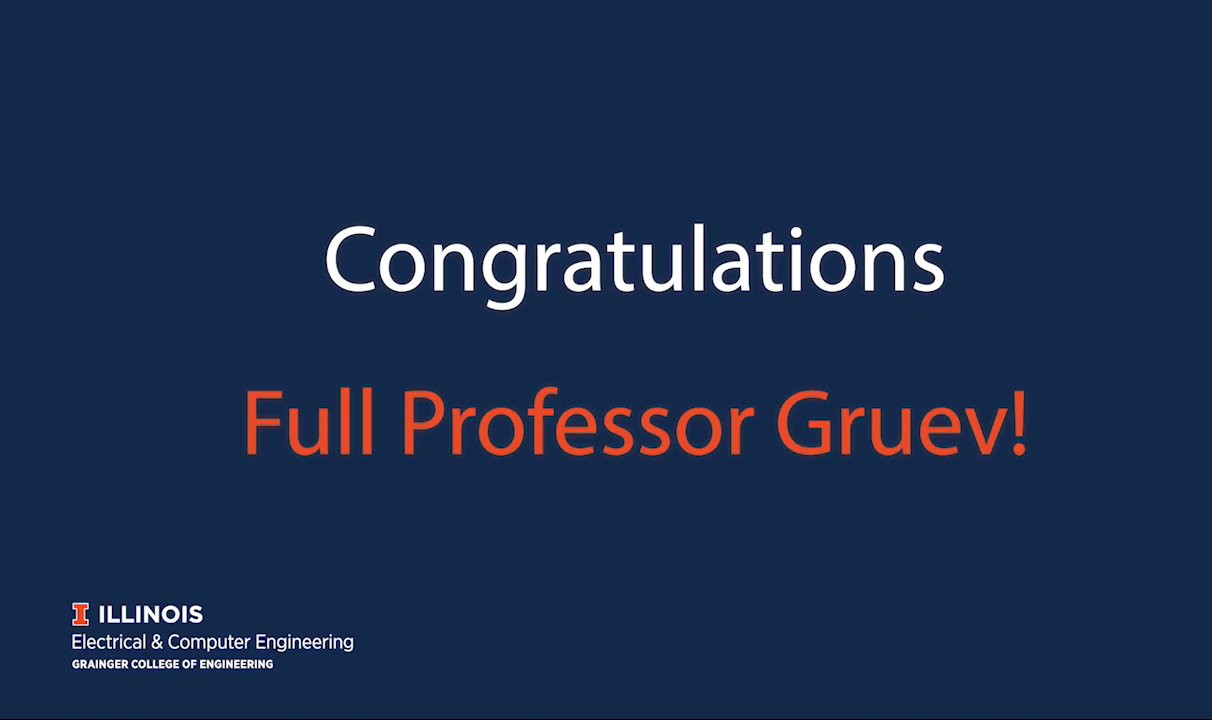 Congratulations
Full Professor Gruev!
I ILLINOIS
Electrical & Computer Engineering
GRAINGER COLLEGE OF ENGINEERING